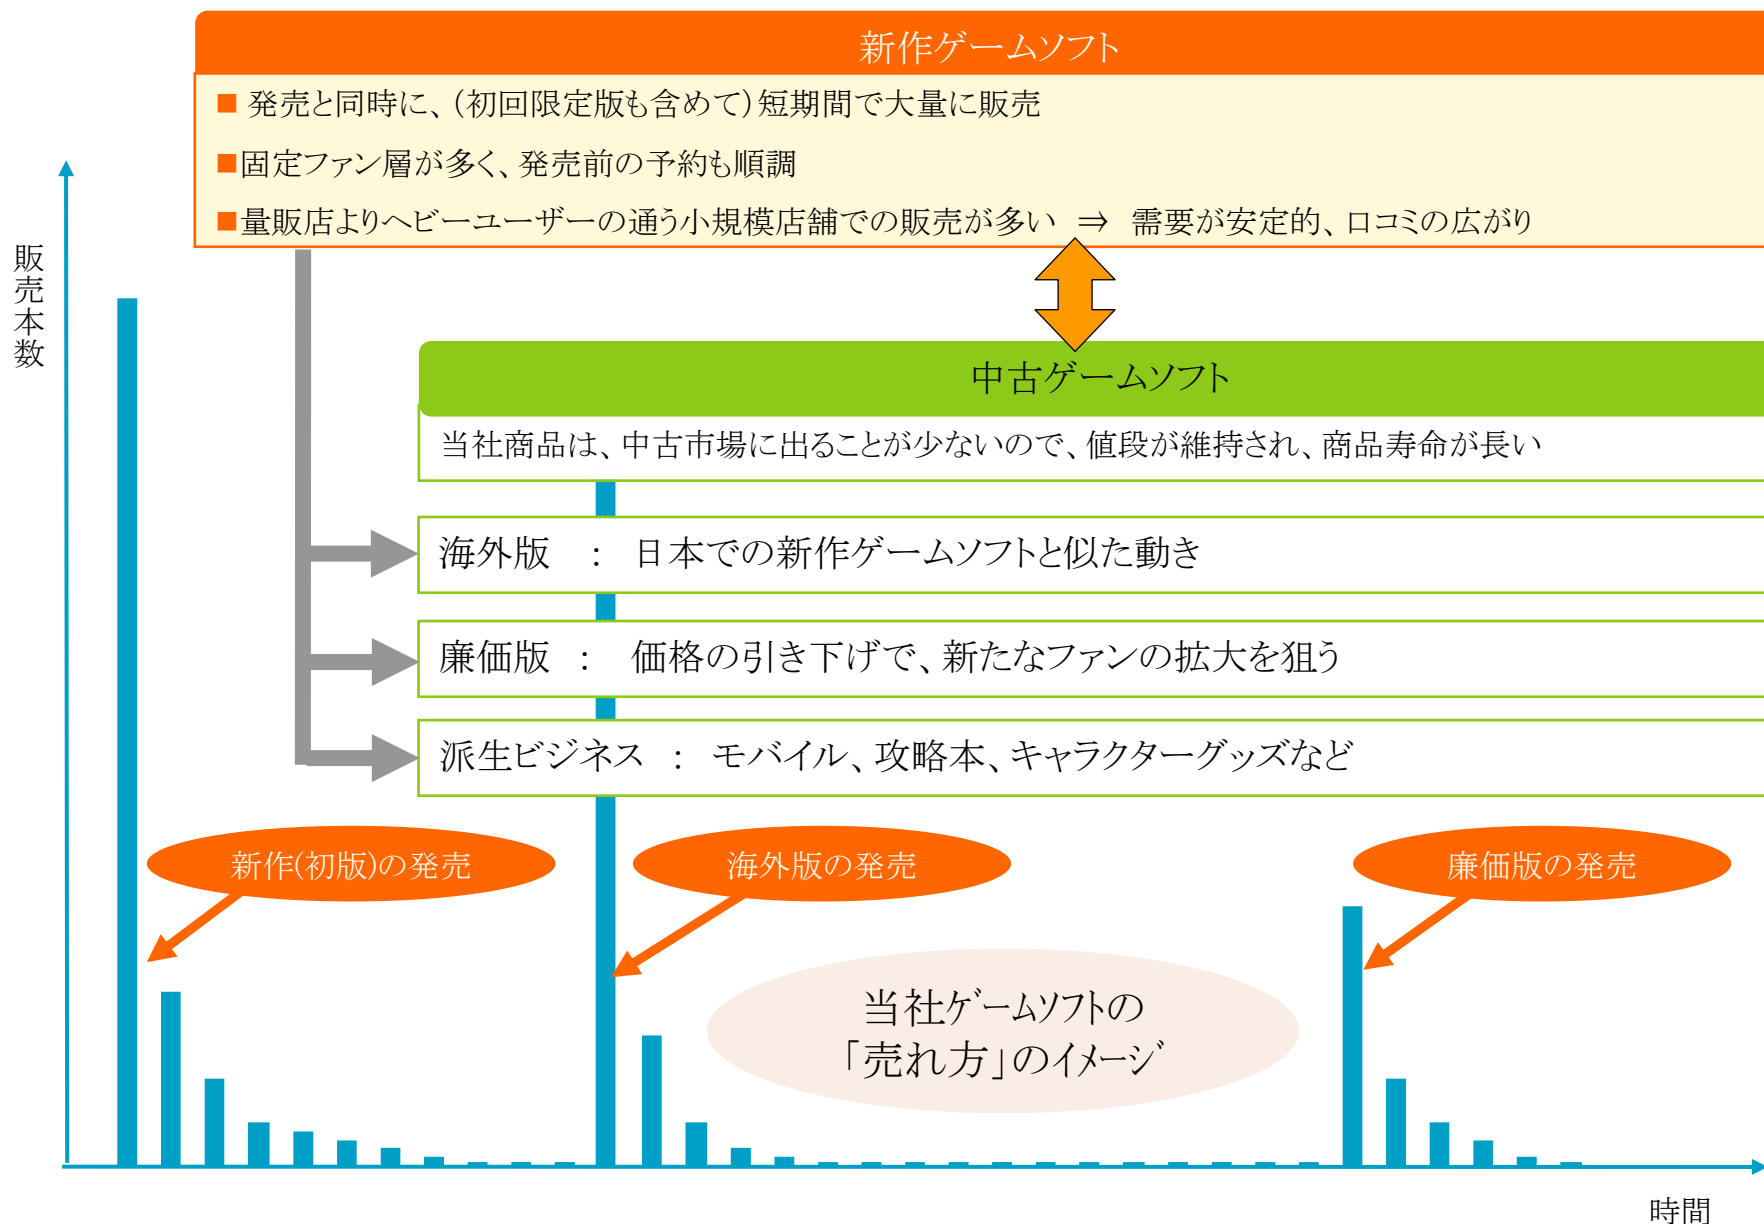 新作ゲームソフト
■ 発売と同時に、(初回限定版も含めて)短期間で大量に販売
■固定ファン層が多く、発売前の予約も順調
■量販店よりヘビーユーザーの通う小規模店舗での販売が多い ⇒ 需要が安定的、口コミの広がり
販売本数
中古ゲームソフト
当社商品は、中古市場に出ることが少ないので、値段が維持され、商品寿命が長い
海外版 : 日本での新作ゲームソフトと似た動き
廉価版 : 価格の引き下げで、新たなファンの拡大を狙う
派生ビジネス : モバイル、攻略本、キャラクターグッズなど
新作(初版)の発売
海外版の発売
廉価版の発売
当社ゲームソフトの
「売れ方」のイメージ
時間